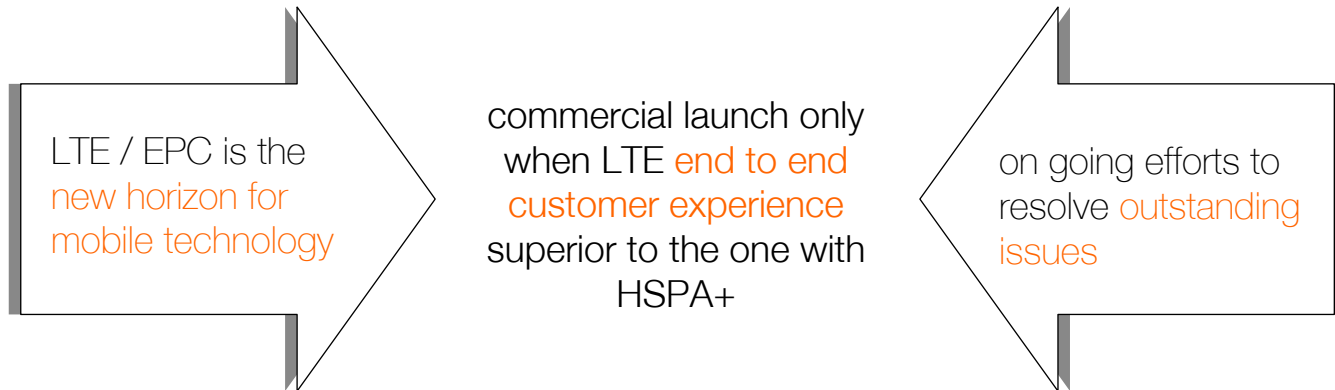 LTE / EPC is the
new horizon for
mobile technology
commercial launch only
when LTE end to end
customer experience
superior to the one with
HSPA+
on going efforts to
resolve outstanding
issues